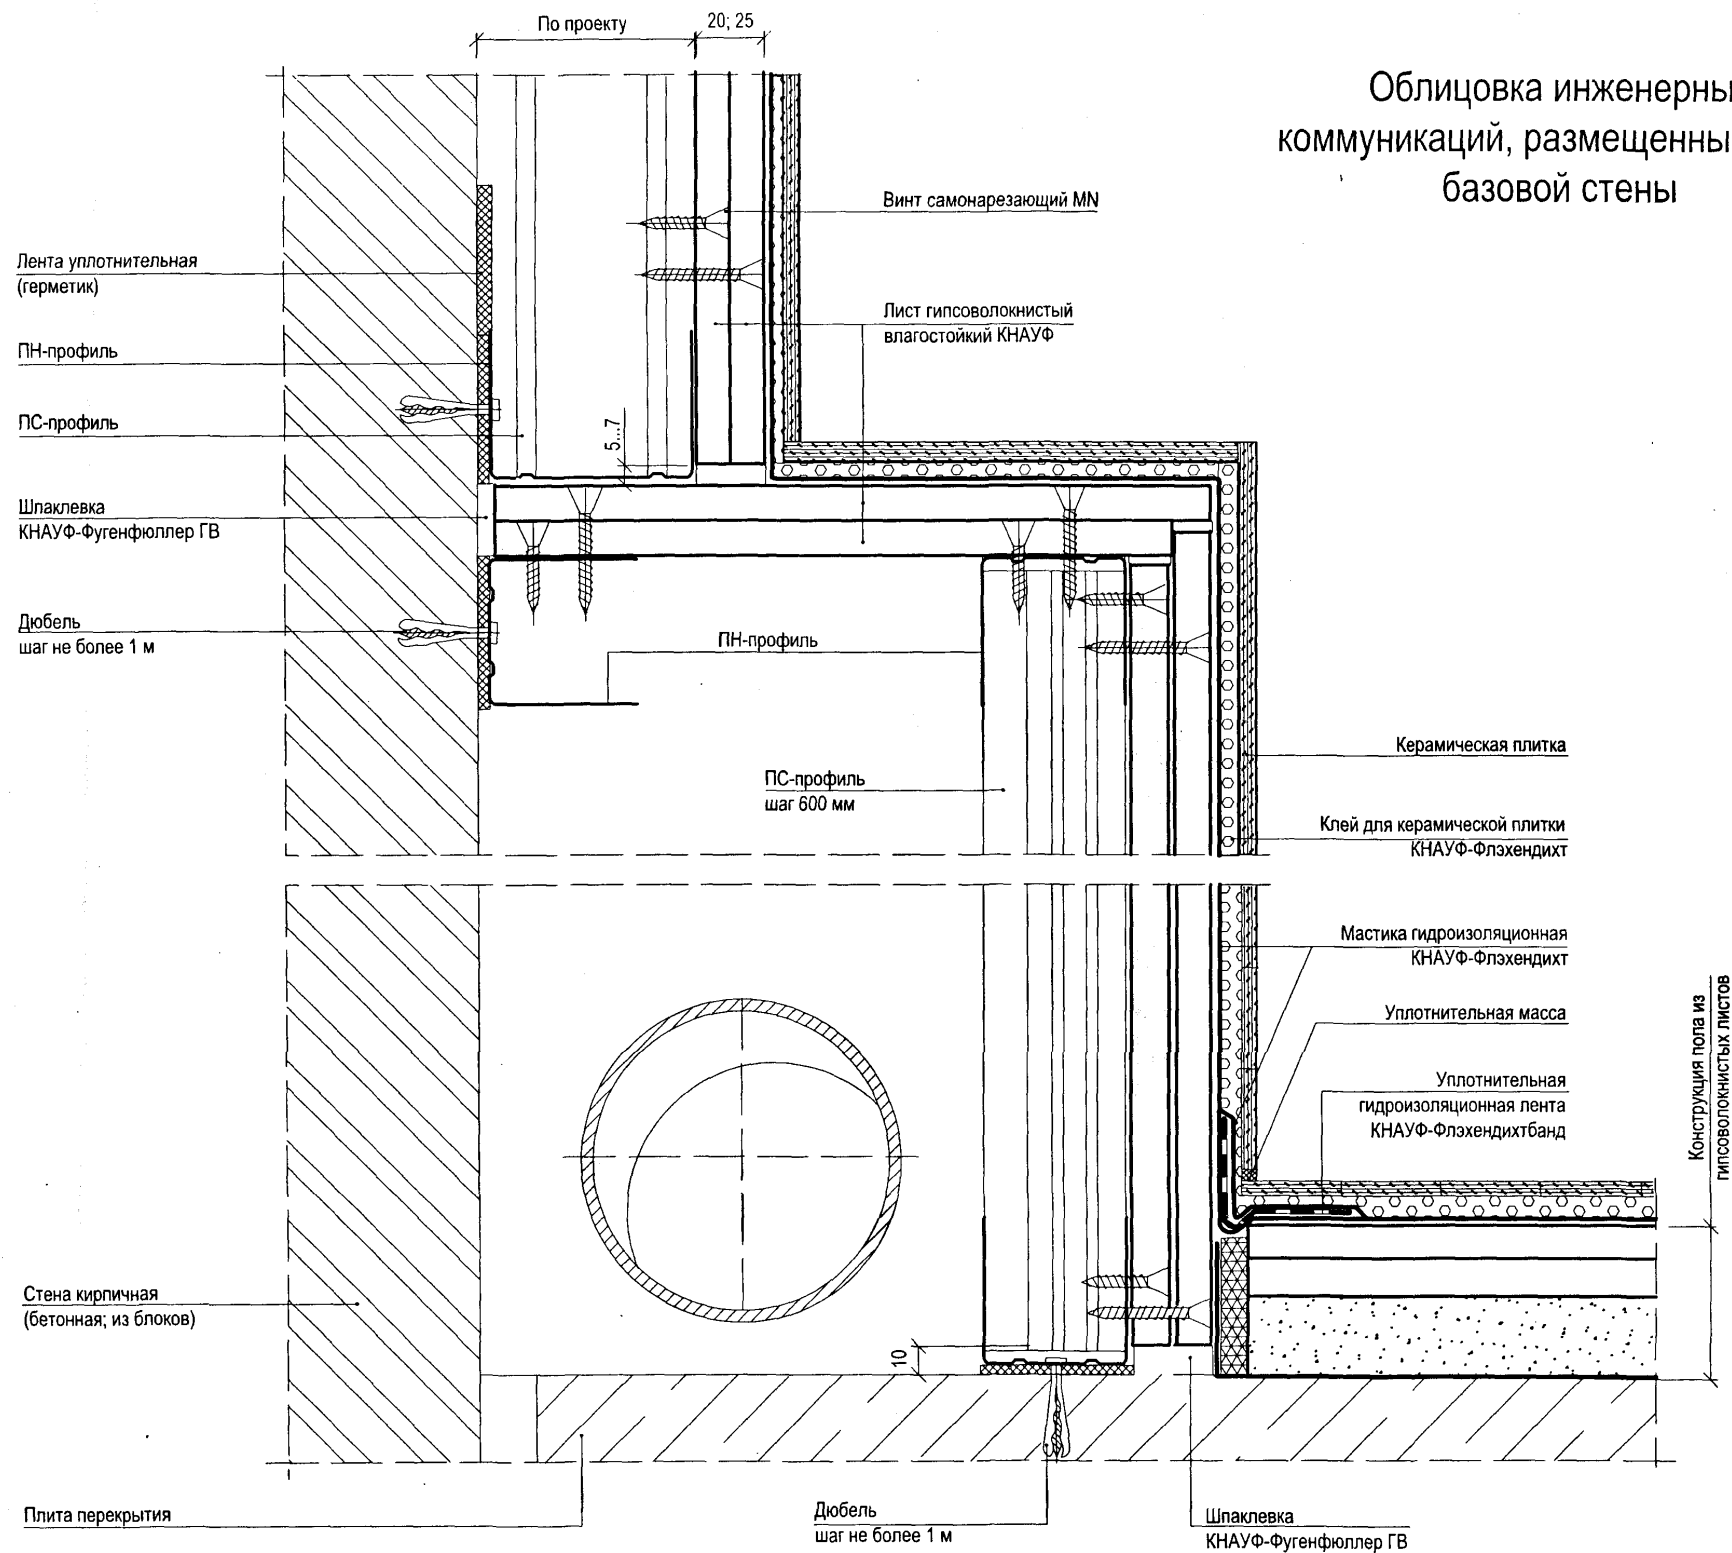 По проекту
20; 25
Облицовка инженерны
коммуникаций, размещенны
базовой стены
Винт самонарезающий MN
Лента уплотнительная
(герметик)
Лист гипсоволокнистый
влагостойкий КНАУФ
ПН-профиль
ПС-профиль
5...7
Шпаклевка
КНАУФ-Фугенфюллер ГВ
Дюбель
шаг не более 1 м
ПН-профиль
Керамическая плитка
ПС-профиль
шаг 600 мм
Клей для керамической плитки
КНАУФ-Флэхендихт
Мастика гидроизоляционная
КНАУФ-Флэхендихт
Уплотнительная масса
Уплотнительная
гидроизоляционная лента
КНАУФ-Флэхендихтбанд
Конструкция пола из
гипсоволокнистых листов
Стена кирпичная
(бетонная; из блоков)
10
Плита перекрытия
Дюбель
шаг не более 1 м
Шпаклевка
КНАУФ-Фугенфюллер ГВ